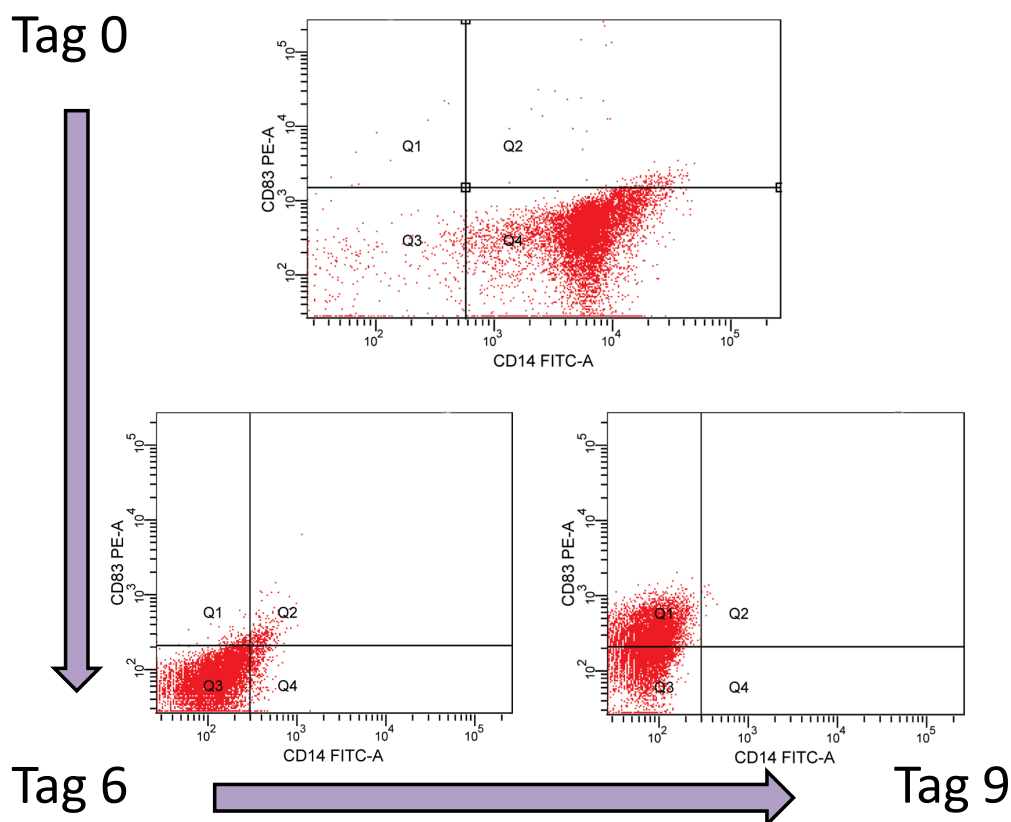 Tag 0
CD83 PE-A
10^5
10^4
10^3
10^2
Q1
Q2
Q3
Q4
10^2
10^3
10^4
10^5
CD14 FITC-A
CD83 PE-A
10^5
10^4
10^3
10^2
Q1
Q2
Q3
Q4
10^2
10^3
10^4
10^5
CD14 FITC-A
CD83 PE-A
10^5
10^4
10^3
10^2
Q1
Q2
Q3
Q4
10^2
10^3
10^4
10^5
CD14 FITC-A
Tag 6
Tag 9